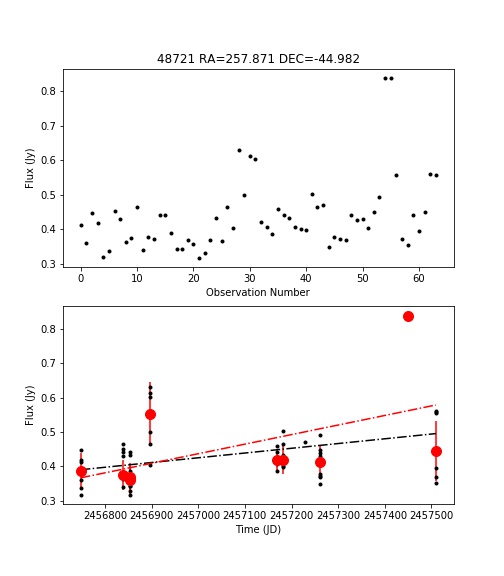 48721 RA=257.871 DEC=-44.982
0.8
0.7
0.6
0.5
0.4
0.3
Flux (Jy)
0 10 20 30 40 50 60
Observation Number
0.8
0.7
0.6
0.5
0.4
0.3
Flux (Jy)
2456800 2456900 2457000 2457100 2457200 2457300 2457400 2457500
Time (JD)